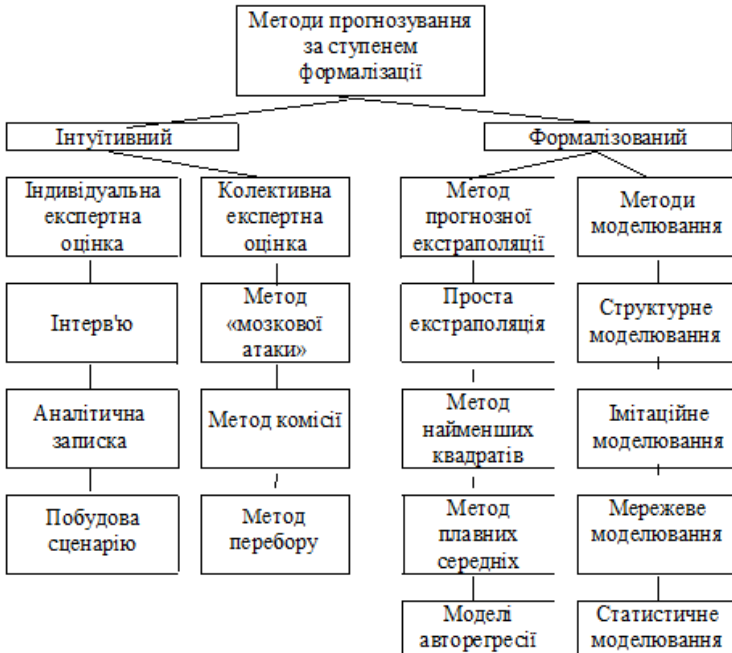 Методи прогнозування
за ступенем
формалізації
Інтуїтивний
Формалізований
Індивідуальна
експертна
оцінка
Колективна
експертна
оцінка
Метод
прогнозної
екстраполяції
Методи
моделювання
Інтерв'ю
Метод
«мозкової
атаки»
Проста
екстраполяція
Структурне
моделювання
Аналітична
записка
Метод комісії
Метод
найменших
квадратів
Імітаційне
моделювання
Побудова
сценарію
Метод
перебору
Метод
плавних
середніх
Мережеве
моделювання
Моделі
авторегресії
Статистичне
моделювання